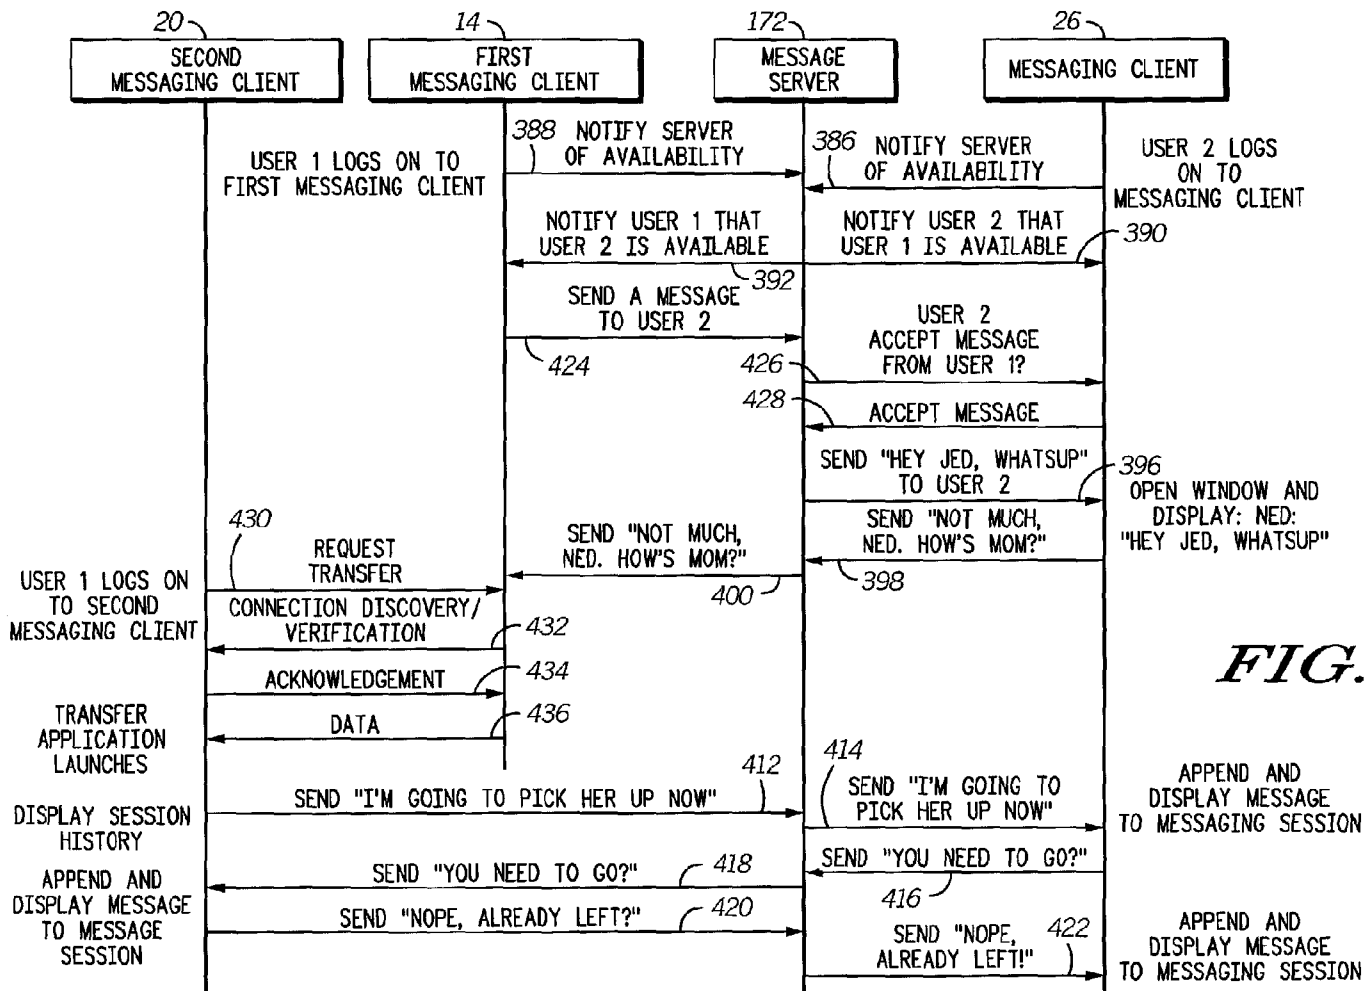 20
14
172
26
SECOND
MESSAGING CLIENT
FIRST
MESSAGING CLIENT
MESSAGE
SERVER
MESSAGING CLIENT
USER 1 LOGS ON TO
FIRST MESSAGING CLIENT
388
NOTIFY SERVER
OF AVAILABILITY
386
NOTIFY SERVER
OF AVAILABILITY
USER 2 LOGS
ON TO
MESSAGING CLIENT
NOTIFY USER 1 THAT
USER 2 IS AVAILABLE
392
NOTIFY USER 2 THAT
USER 1 IS AVAILABLE
390
SEND A MESSAGE
TO USER 2
424
USER 2
ACCEPT MESSAGE
FROM USER 1?
426
428
ACCEPT MESSAGE
SEND "HEY JED, WHATSUP"
TO USER 2
396
OPEN WINDOW AND
DISPLAY: NED:
"HEY JED, WHATSUP"
SEND "NOT MUCH,
NED. HOW'S MOM?"
398
SEND "NOT MUCH,
NED. HOW'S MOM?"
400
430
REQUEST
TRANSFER
USER 1 LOGS ON
TO SECOND
MESSAGING CLIENT
CONNECTION DISCOVERY/
VERIFICATION
432
ACKNOWLEDGEMENT
434
FIG.
TRANSFER
APPLICATION
LAUNCHES
DATA
436
DISPLAY SESSION
HISTORY
SEND "I'M GOING TO PICK HER UP NOW"
412
414
SEND "I'M GOING TO
PICK HER UP NOW"
APPEND AND
DISPLAY MESSAGE
TO MESSAGING SESSION
SEND "YOU NEED TO GO?"
416
SEND "YOU NEED TO GO?"
418
APPEND AND
DISPLAY MESSAGE
TO MESSAGE
SESSION
SEND "NOPE, ALREADY LEFT?"
420
SEND "NOPE,
ALREADY LEFT!"
422
APPEND AND
DISPLAY MESSAGE
TO MESSAGING SESSION